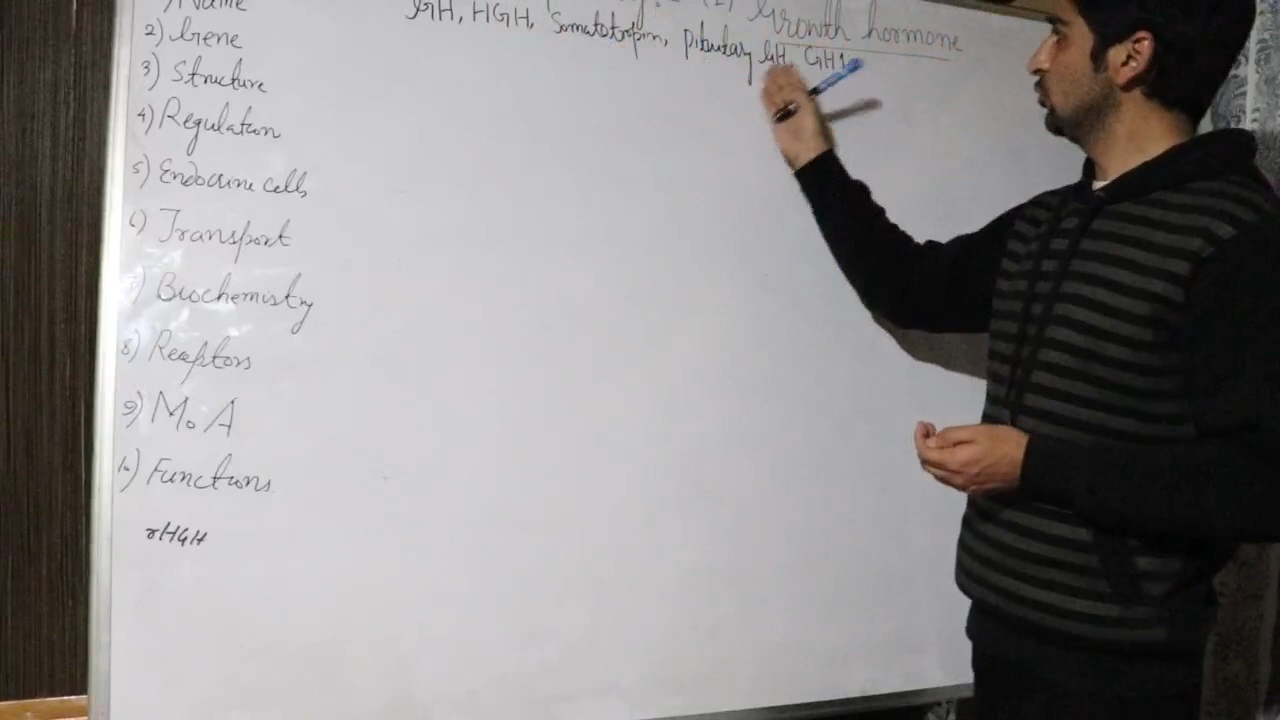 (1) Growth hormone
1) Name
GH, HGH, Somatotropin, Pituitary GH, GH1
2) Gene
3) Structure
4) Regulation
5) Endocrine cells
6) Transport
7) Biochemistry
8) Receptors
9) M.o A
10) Functions
rHGH